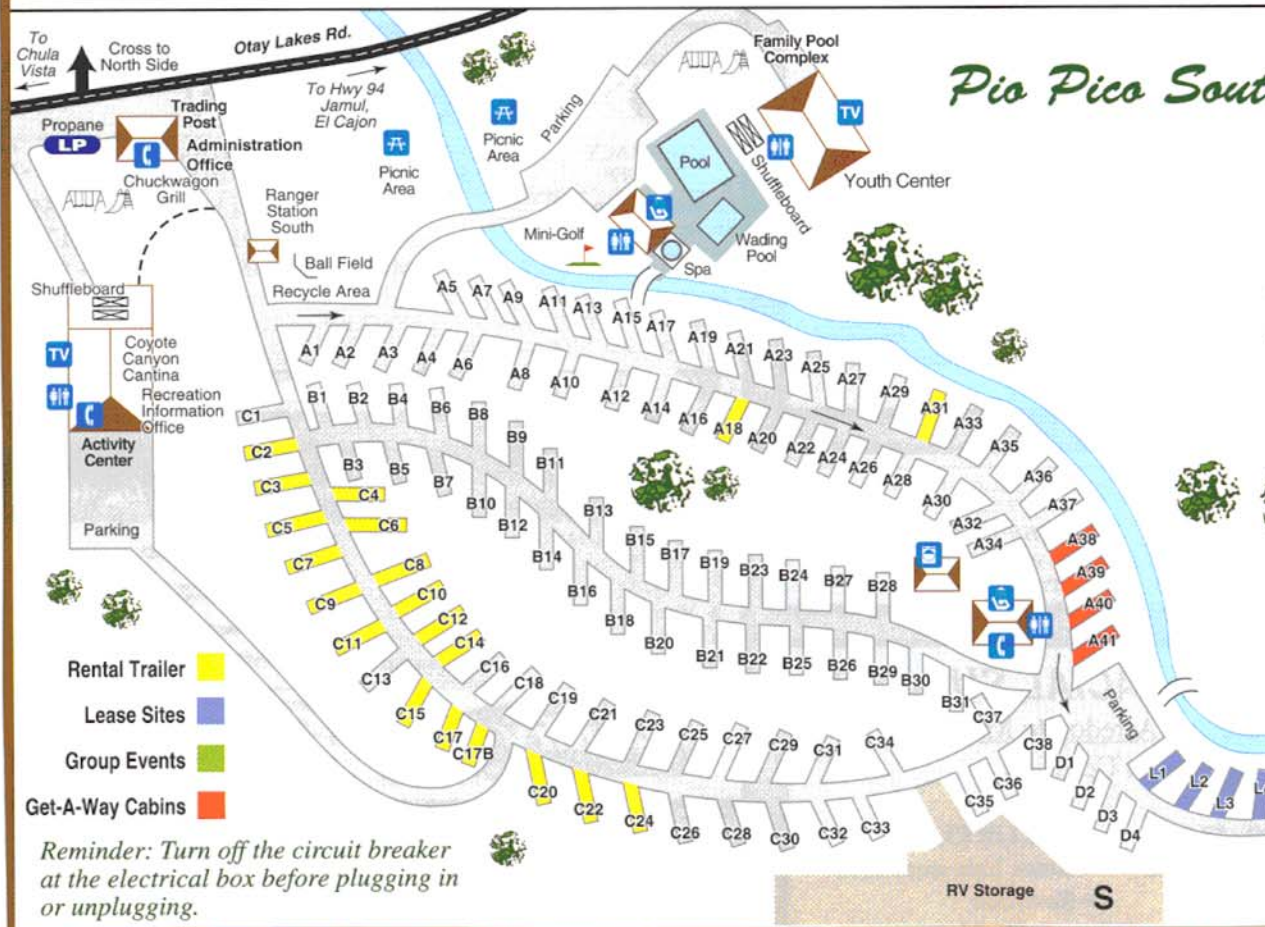 To
Chula
Vista
Cross to
North Side
Otay Lakes Rd.
To Hwy 94
Jamul,
El Cajon
Family Pool
Complex
Pio Pico Sout
Propane
LP
Trading
Post
Administration
Office
Chuckwagon
Grill
Picnic
Area
Picnic
Area
Parking
Pool
Shuffleboard
TV
Youth Center
Ranger
Station
South
Ball Field
Recycle Area
Mini-Golf
Wading
Pool
Spa
Shuffleboard
TV
Coyote
Canyon
Cantina
Recreation
Information
Office
Activity
Center
Parking
A5 A7 A9 A11 A13 A15 A17 A19 A21 A23 A25 A27 A29 A31 A33 A35 A36 A37
A1 A2 A3 A4 A6 A8 A10 A12 A14 A16 A18 A20 A22 A24 A26 A28 A30 A32 A34
A38
A39
A40
A41
B1 B2 B4 B6 B8 B9 B11 B13 B15 B17 B19 B23 B24 B27 B28
B3 B5 B7 B10 B12 B14 B16 B18 B20 B21 B22 B25 B26 B29 B30 B31
C1
C2
C3
C4
C5
C6
C7
C8
C9
C10
C11
C12
C13
C14
C15
C16
C17
C17B
C18
C19 C21 C23 C25 C27 C29 C31 C34 C37
C20 C22 C24 C26 C28 C30 C32 C33 C35 C36 C38
D1
D2
D3
D4
Parking
L1
L2
L3
Rental Trailer
Lease Sites
Group Events
Get-A-Way Cabins
Reminder: Turn off the circuit breaker
at the electrical box before plugging in
or unplugging.
RV Storage
S